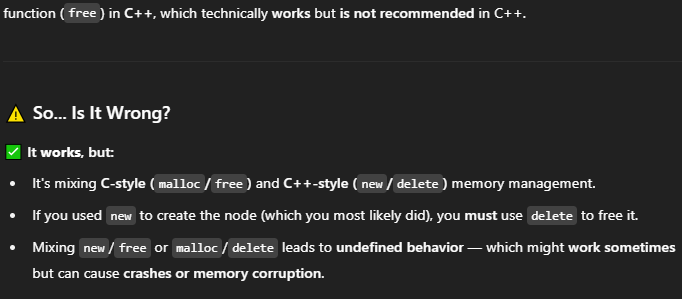 function (free) in C++, which technically works but is not recommended in C++.
⚠️ So... Is It Wrong?
✅ It works, but:
• It's mixing C-style (malloc/free) and C++-style (new/delete) memory management.
• If you used new to create the node (which you most likely did), you must use delete to free it.
• Mixing new/free or malloc/delete leads to undefined behavior — which might work sometimes
but can cause crashes or memory corruption.